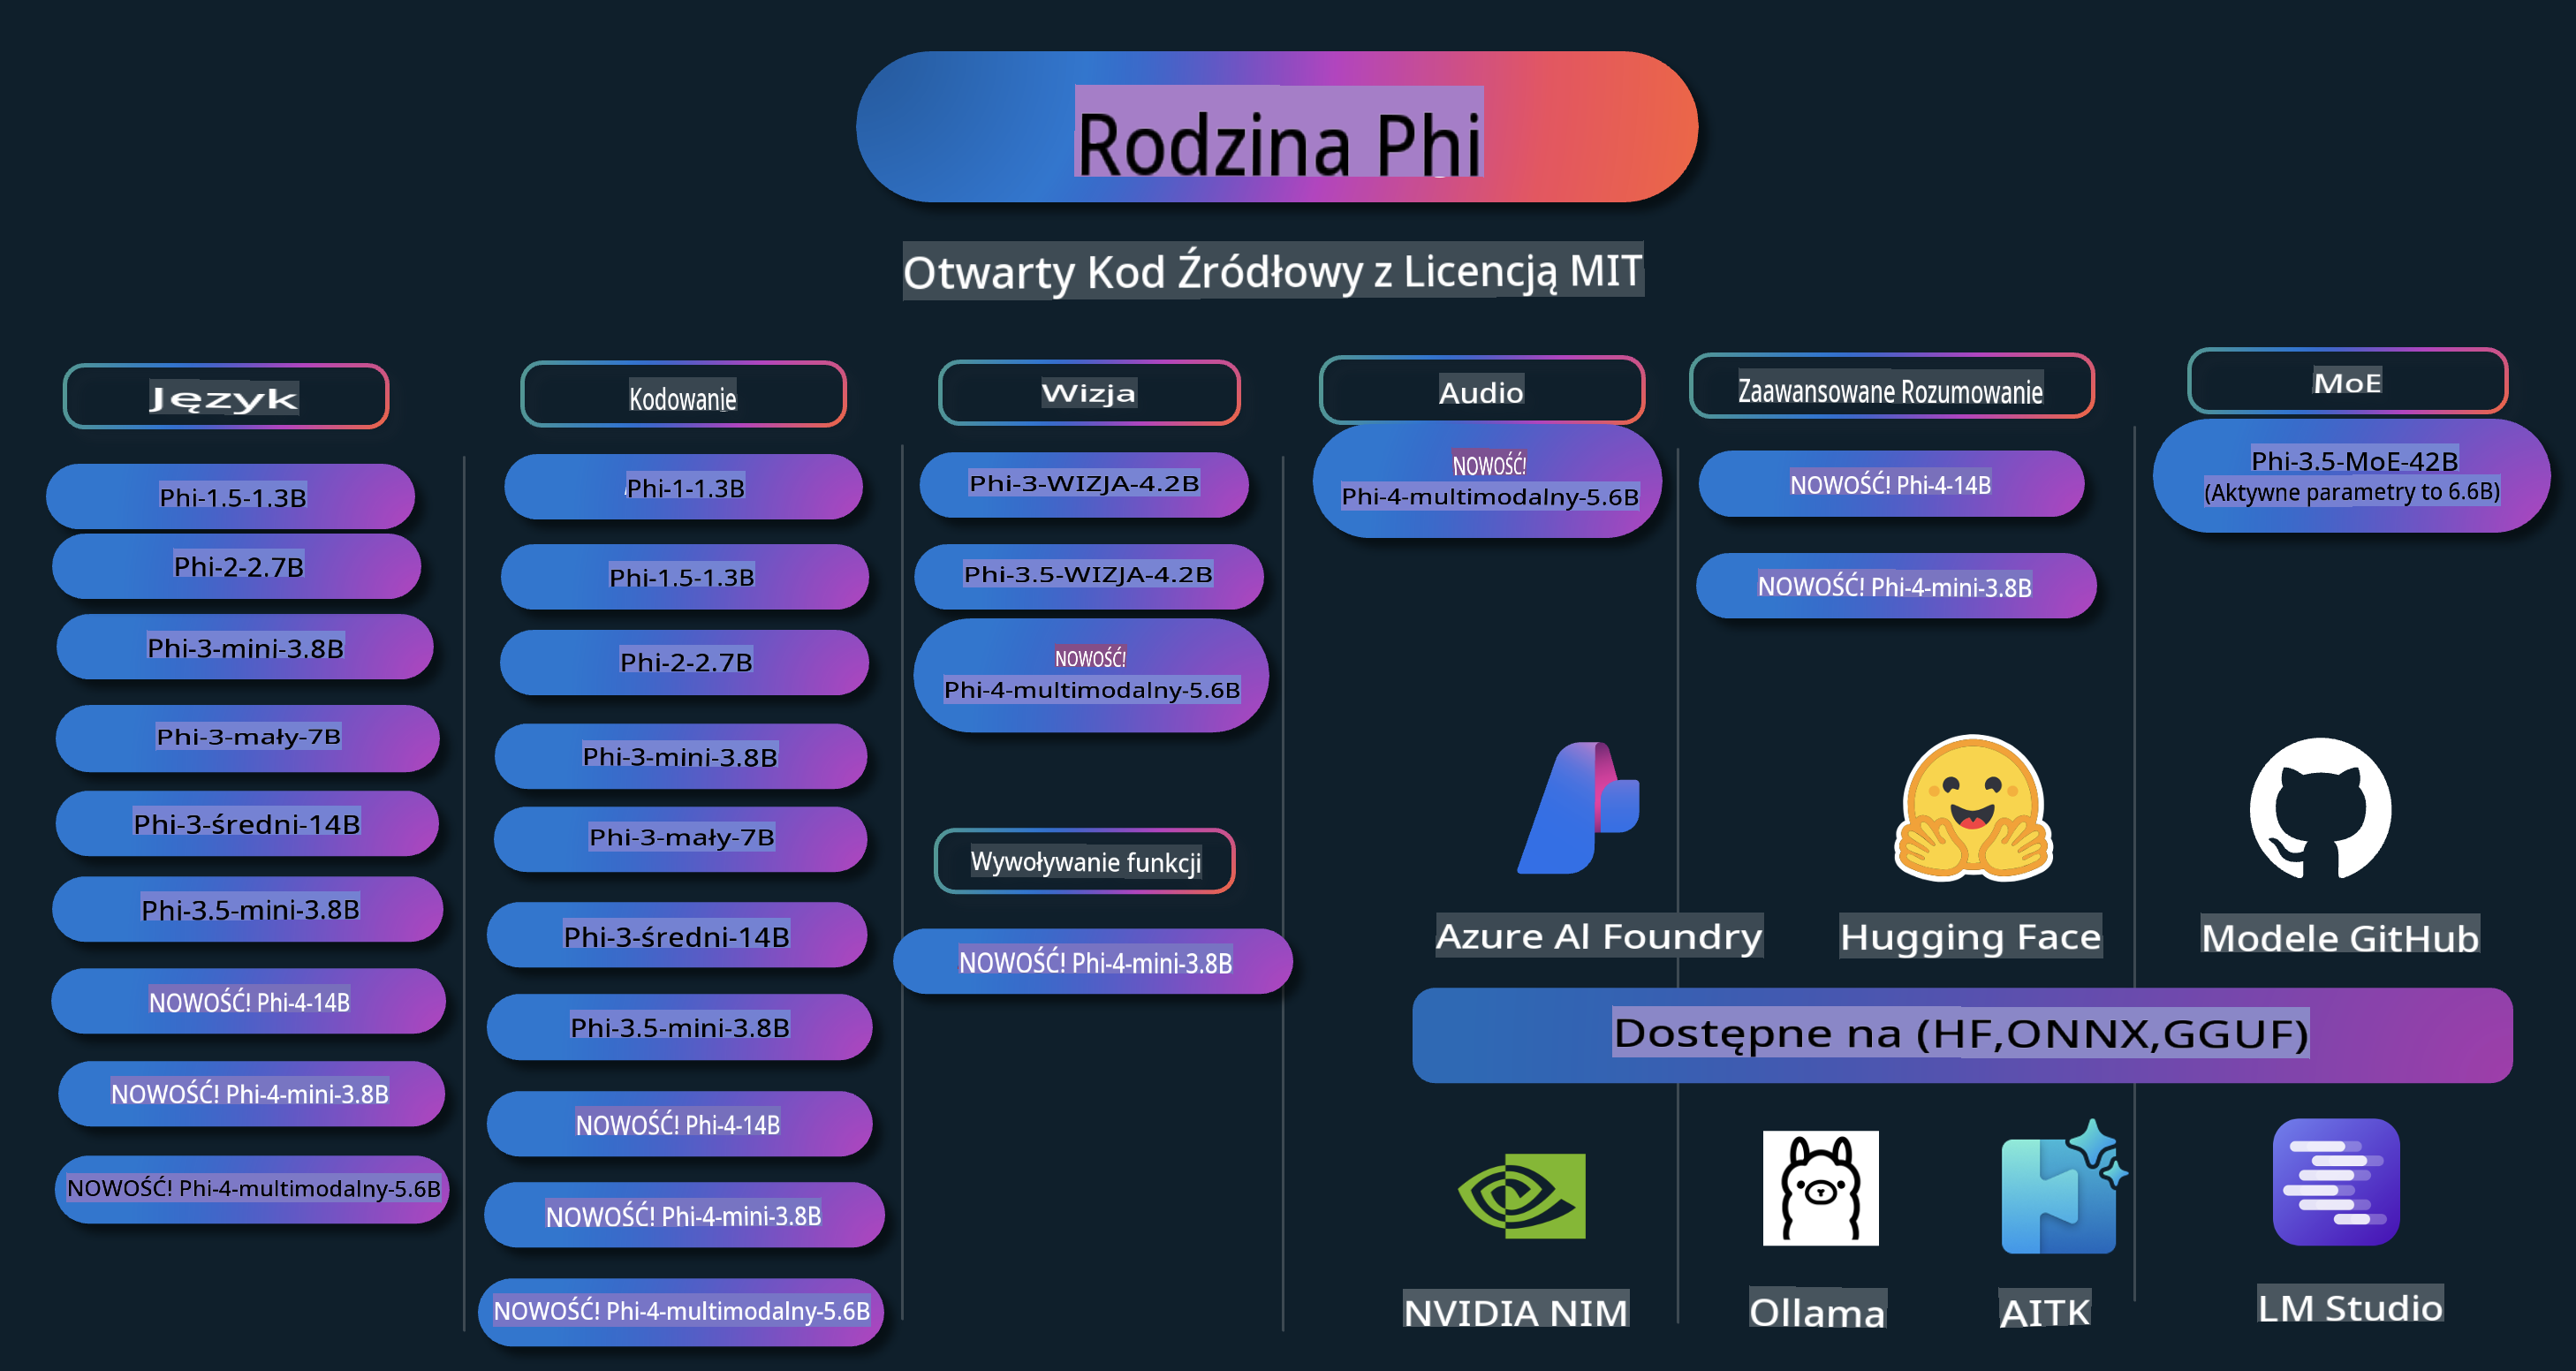 Rodzina Phi
Otwarty Kod Źródłowy z Licencją MIT
Język
Phi-1.5-1.3B
Phi-2-2.7B
Phi-3-mini-3.8B
Phi-3-mały-7B
Phi-3-średni-14B
Phi-3.5-mini-3.8B
NOWOŚĆ! Phi-4-14B
NOWOŚĆ! Phi-4-mini-3.8B
NOWOŚĆ! Phi-4-multimodalny-5.6B
Kodowanie
Phi-1-1.3B
Phi-1.5-1.3B
Phi-2-2.7B
Phi-3-mini-3.8B
Phi-3-mały-7B
Phi-3-średni-14B
Phi-3.5-mini-3.8B
NOWOŚĆ! Phi-4-14B
NOWOŚĆ! Phi-4-mini-3.8B
NOWOŚĆ! Phi-4-multimodalny-5.6B
Wizja
Phi-3-WIZJA-4.2B
Phi-3.5-WIZJA-4.2B
NOWOŚĆ!
Phi-4-multimodalny-5.6B
Wywoływanie funkcji
NOWOŚĆ! Phi-4-mini-3.8B
Audio
NOWOŚĆ!
Phi-4-multimodalny-5.6B
Zaawansowane Rozumowanie
NOWOŚĆ! Phi-4-14B
NOWOŚĆ! Phi-4-mini-3.8B
MoE
Phi-3.5-MoE-42B
(Aktywne parametry to 6.6B)
Azure AI Foundry
Hugging Face
Modele GitHub
Dostępne na (HF,ONNX,GGUF)
NVIDIA NIM
Ollama
AITK
LM Studio